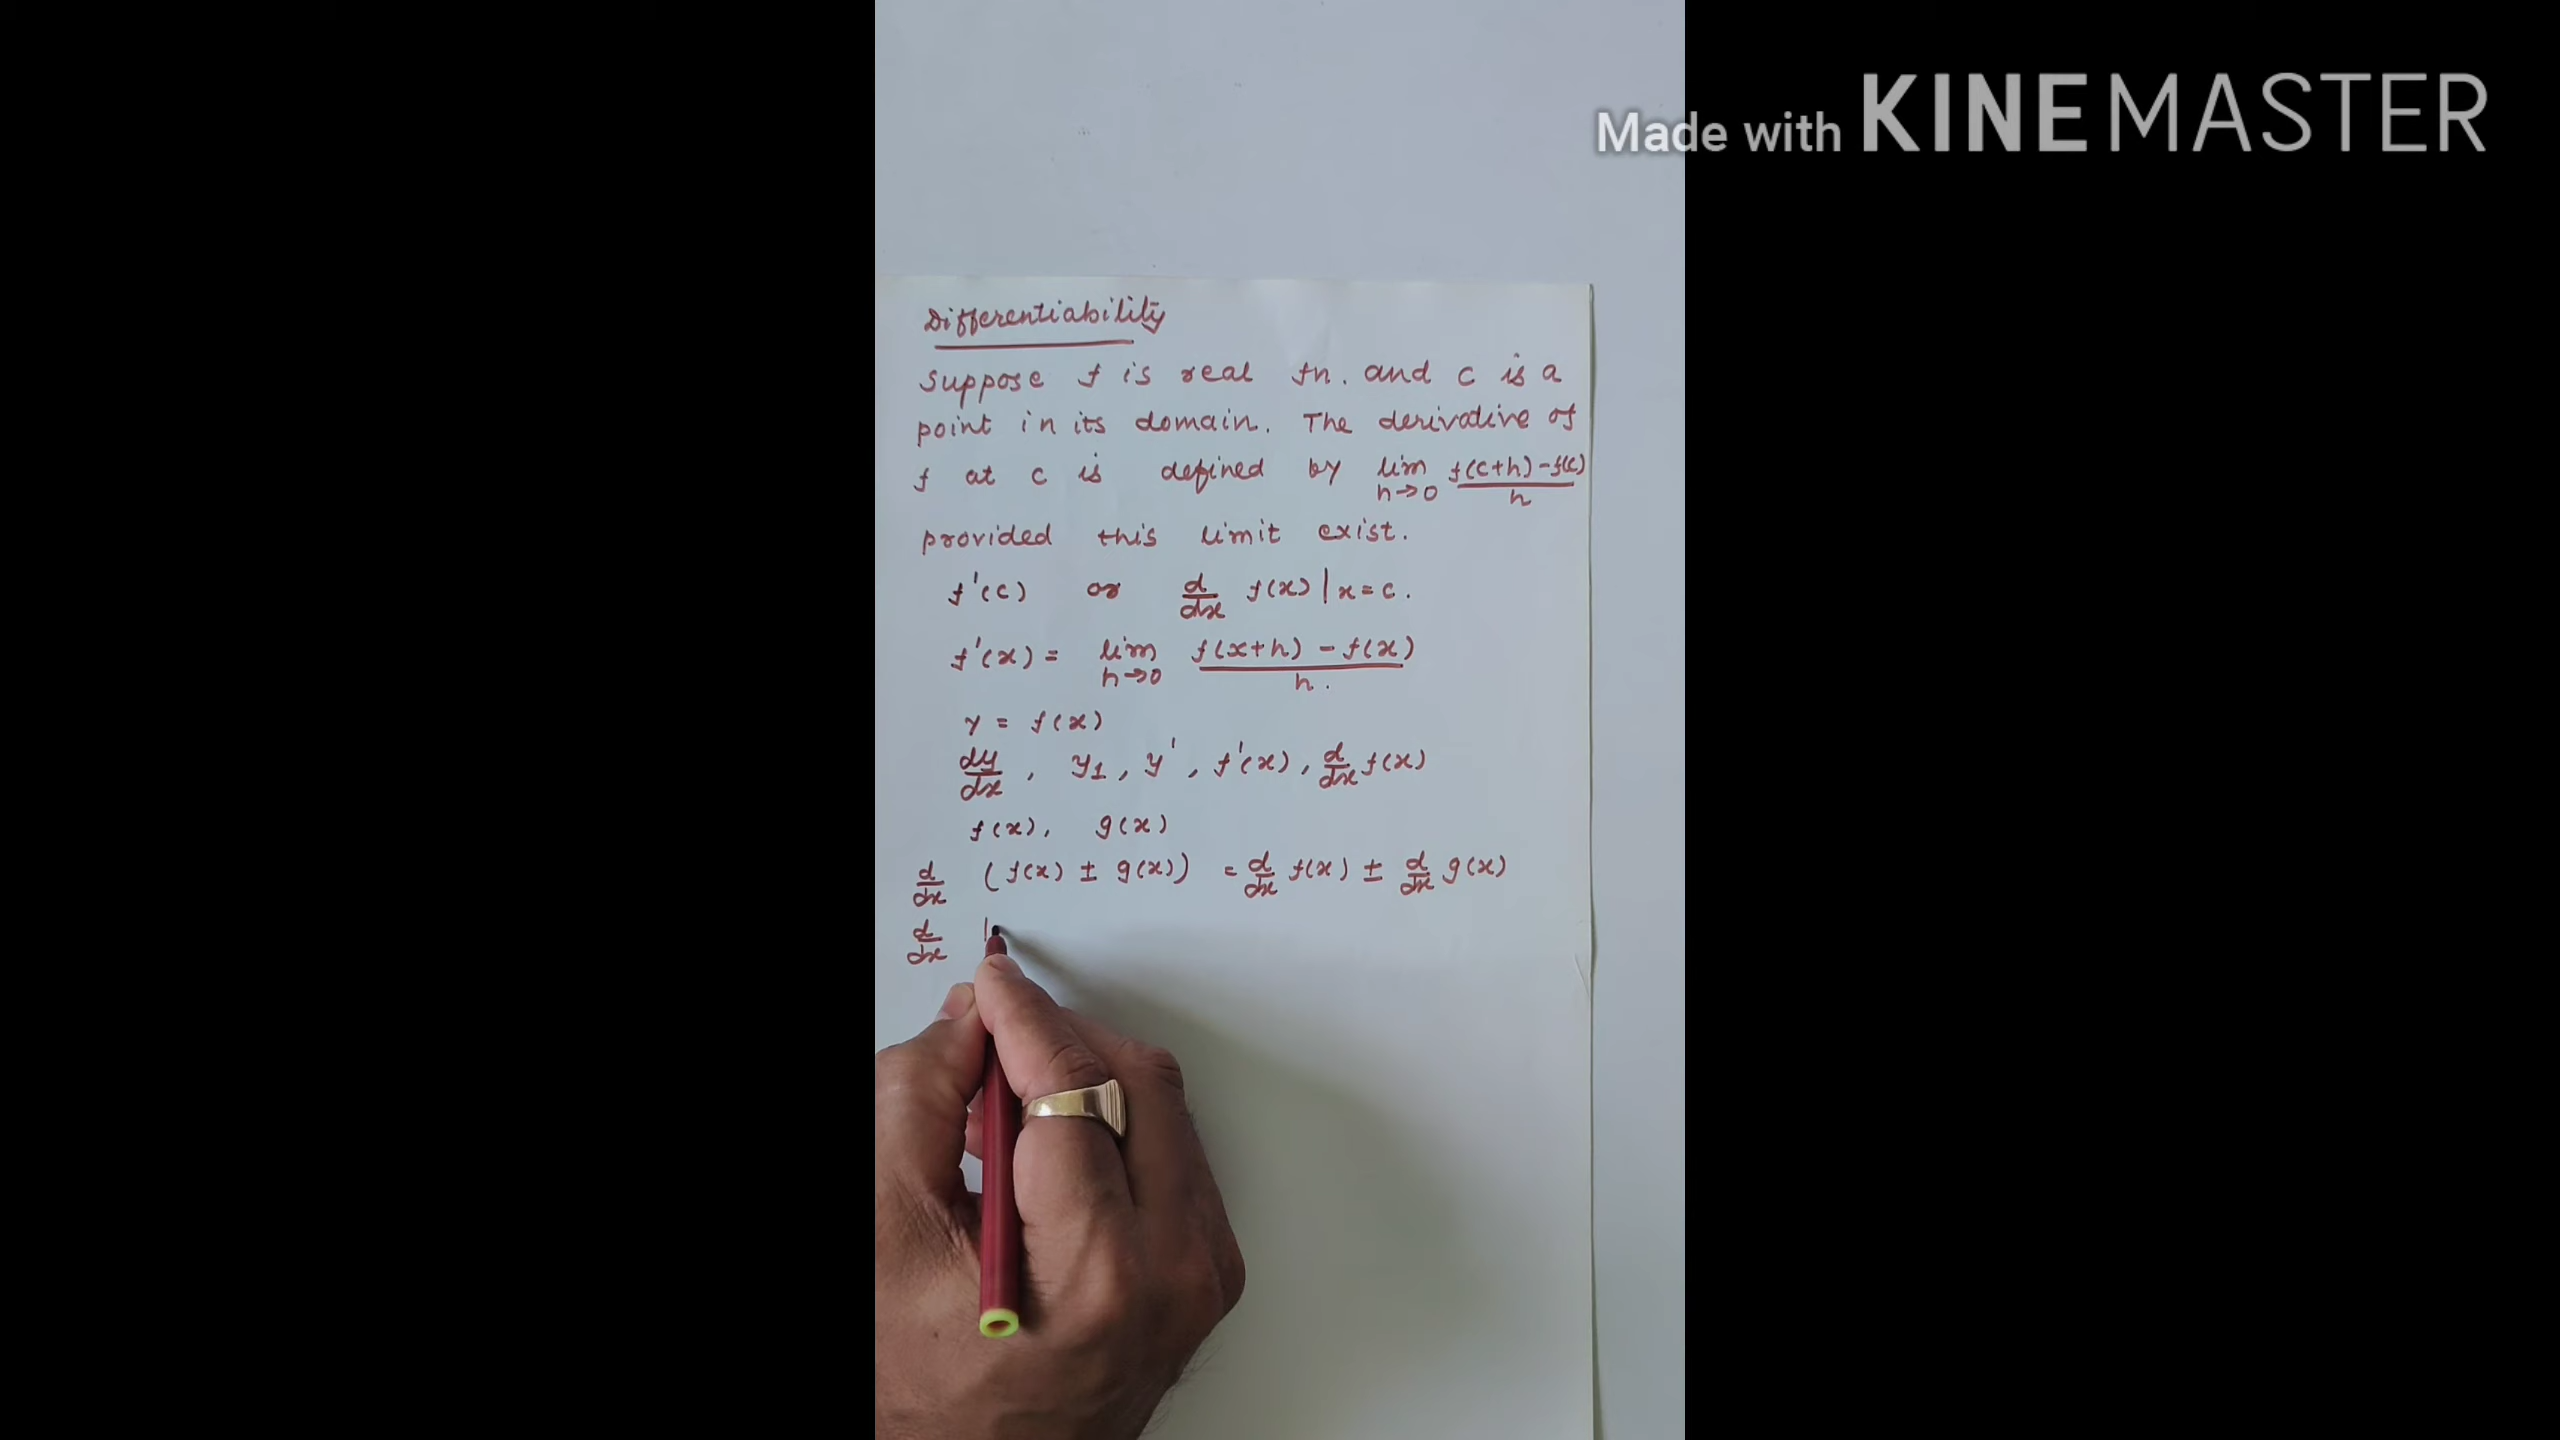 Made with KINEMASTER
Differentiability
Suppose f is real fn. and c is a
point in its domain. The derivative of
f at c is defined by lim h→0 f(c+h)-f(c)/h
provided this limit exist.
f'(c) or d/dx f(x) | x=c.
f'(x) = lim h→0 f(x+h) - f(x)/h.
y = f(x)
dy/dx, y1, y', f'(x), d/dx f(x)
f(x), g(x)
d/dx (f(x) ± g(x)) = d/dx f(x) ± d/dx g(x)
d/dx